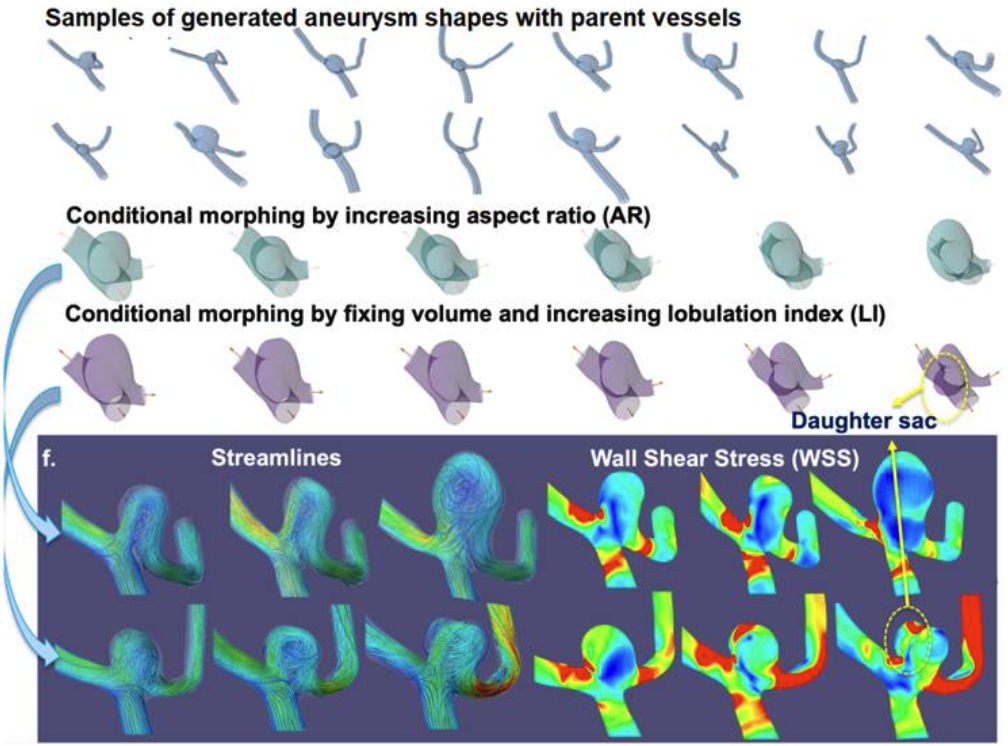 Samples of generated aneurysm shapes with parent vessels
Conditional morphing by increasing aspect ratio (AR)
Conditional morphing by fixing volume and increasing lobulation index (LI)
Daughter sac
f.
Streamlines
Wall Shear Stress (WSS)